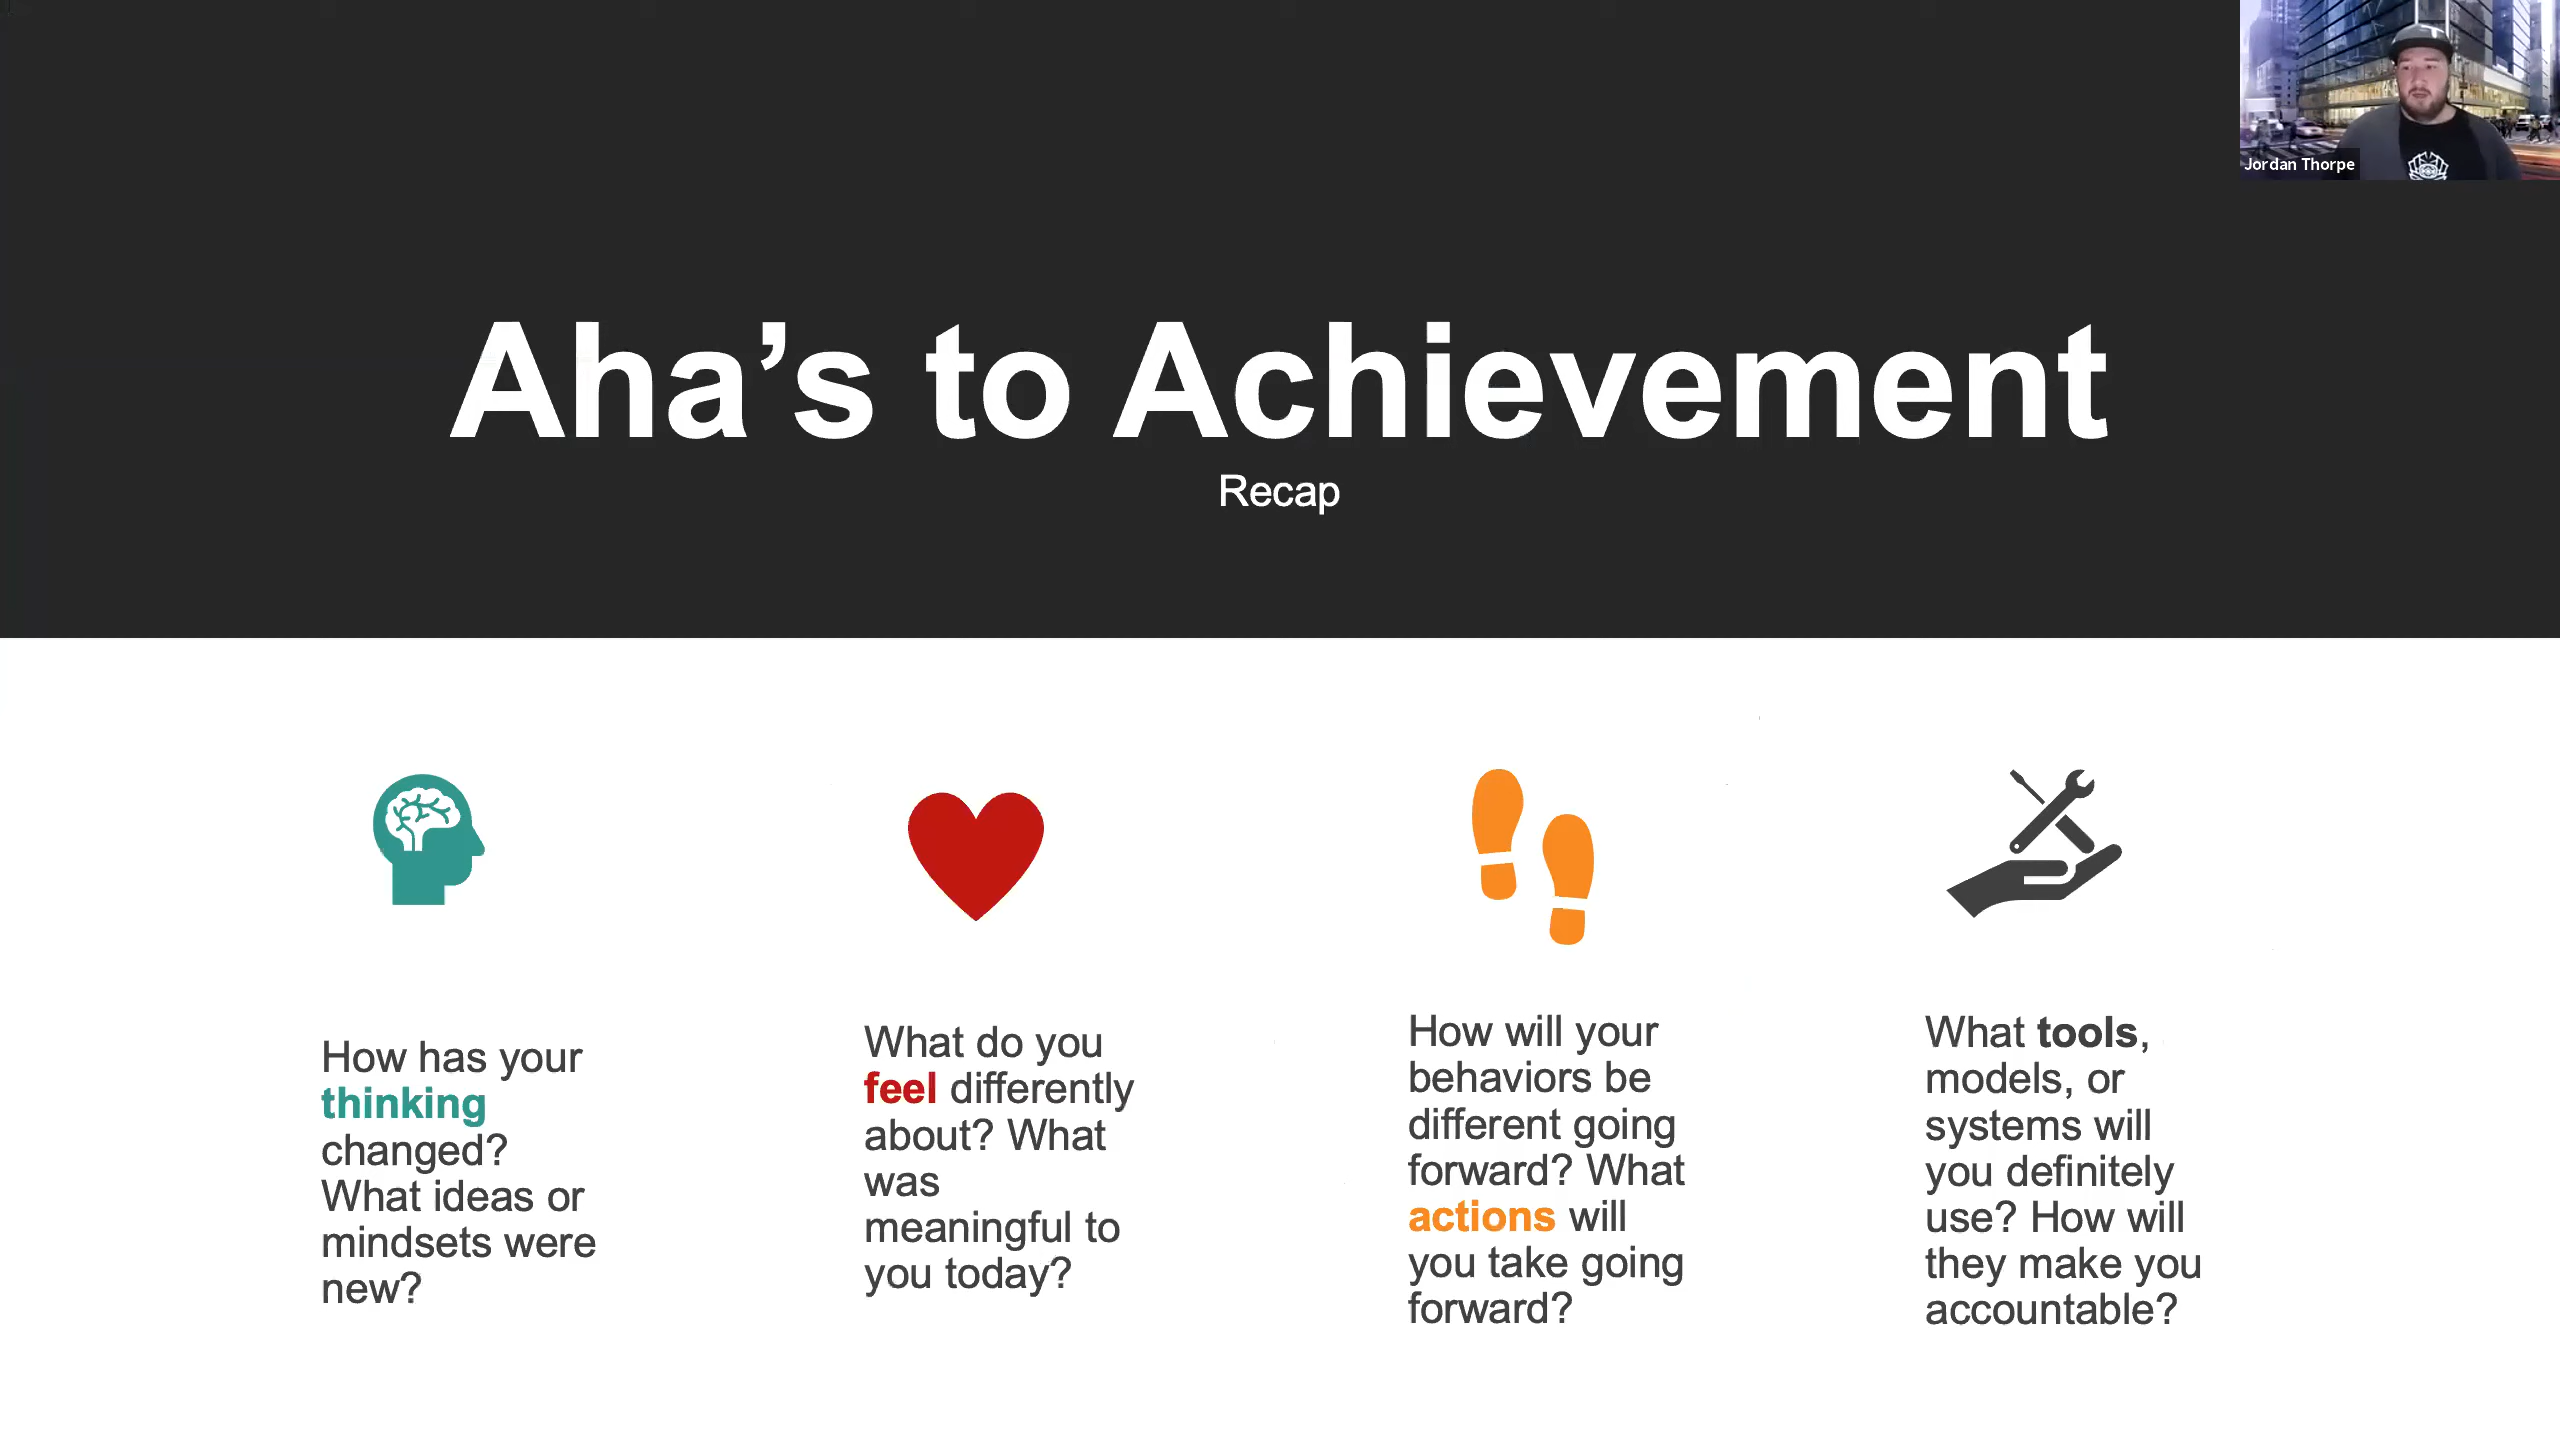 Jordan Thorpe
Aha’s to Achievement
Recap
How has your
thinking
changed?
What ideas or
mindsets were
new?
What do you
feel differently
about? What
was
meaningful to
you today?
How will your
behaviors be
different going
forward? What
actions will
you take going
forward?
What tools,
models, or
systems will
you definitely
use? How will
they make you
accountable?